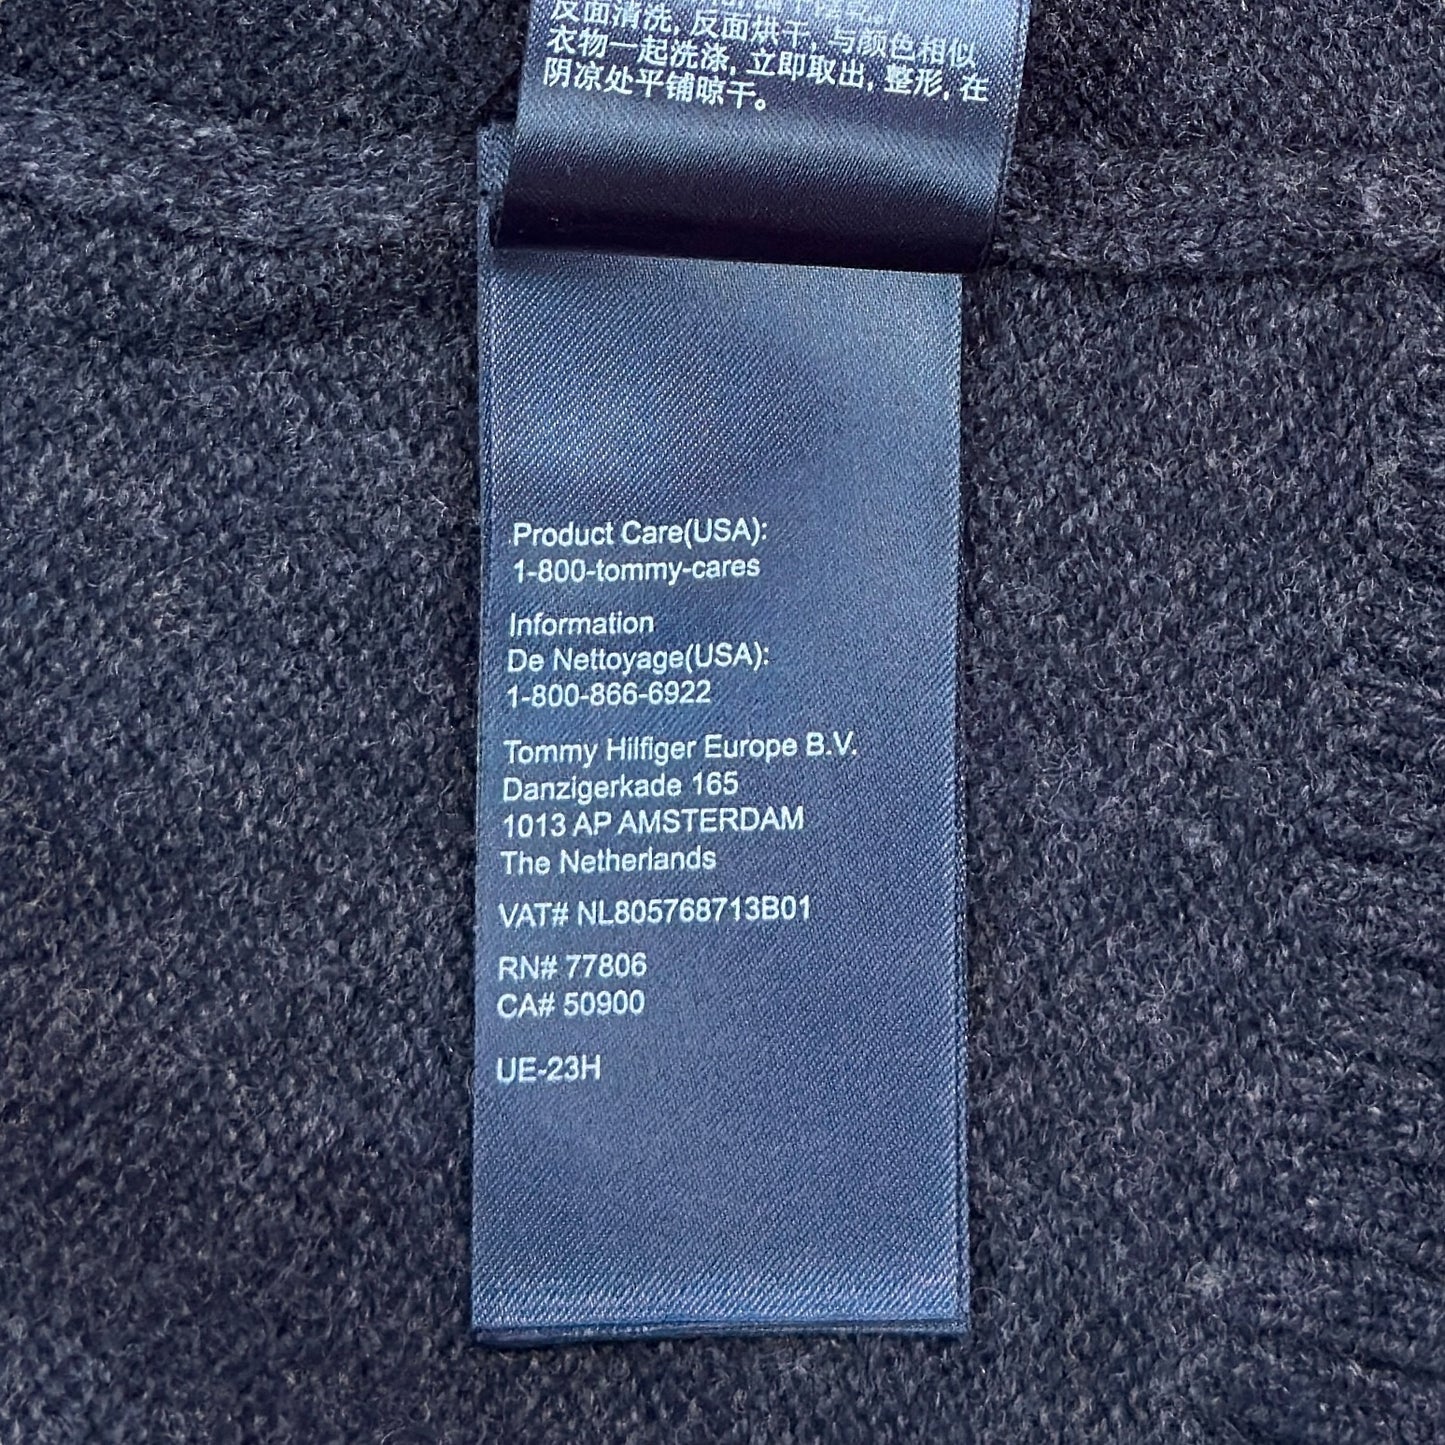 反面清洗, 反面烘干, 与颜色相似
衣物一起洗涤, 立即取出, 整形, 在
阴凉处平铺晾干。
Product Care(USA):
1-800-tommy-cares
Information
De Nettoyage(USA):
1-800-866-6922
Tommy Hilfiger Europe B.V.
Danzigerkade 165
1013 AP AMSTERDAM
The Netherlands
VAT# NL805768713B01
RN# 77806
CA# 50900
UE-23H